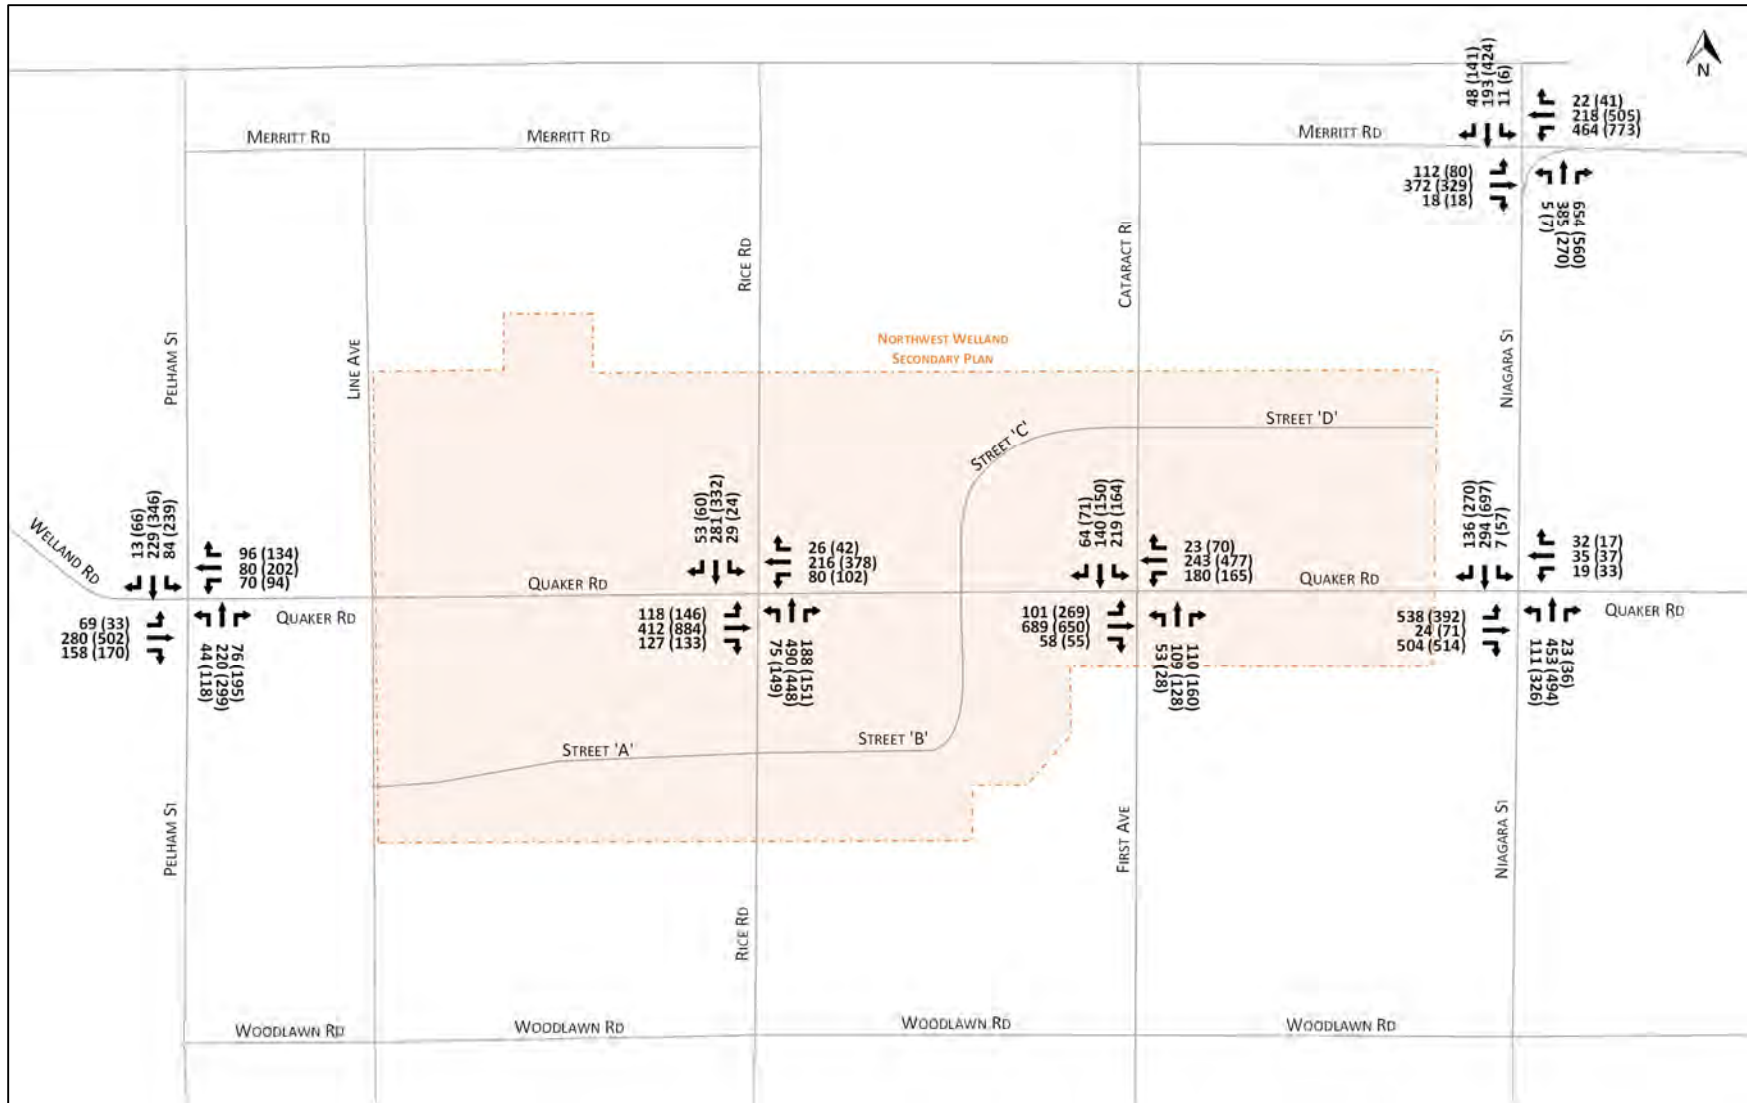 N
48 (141)
193 (424)
11 (6)
22 (41)
218 (505)
464 (773)
MERRITT RD
MERRITT RD
MERRITT RD
112 (80)
372 (329)
18 (18)
5 (7)
385 (270)
654 (560)
RICE RD
CATARACT RI
PELHAM ST
LINE AVE
NIAGARA ST
NORTHWEST WELLAND
SECONDARY PLAN
STREET 'C'
STREET 'D'
WELLAND RD
13 (66)
229 (346)
84 (239)
96 (134)
80 (202)
70 (94)
53 (60)
281 (332)
29 (24)
26 (42)
216 (378)
80 (102)
64 (71)
140 (150)
219 (164)
23 (70)
243 (477)
180 (165)
136 (270)
294 (697)
7 (57)
32 (17)
35 (37)
19 (33)
QUAKER RD
QUAKER RD
QUAKER RD
QUAKER RD
69 (33)
280 (502)
158 (170)
44 (118)
220 (299)
76 (195)
118 (146)
412 (884)
127 (133)
75 (149)
490 (448)
188 (151)
101 (269)
689 (650)
58 (55)
53 (28)
109 (128)
110 (160)
538 (392)
24 (71)
504 (514)
111 (326)
453 (494)
23 (36)
STREET 'A'
STREET 'B'
PELHAM ST
FIRST AVE
NIAGARA ST
RICE RD
WOODLAWN RD
WOODLAWN RD
WOODLAWN RD
WOODLAWN RD